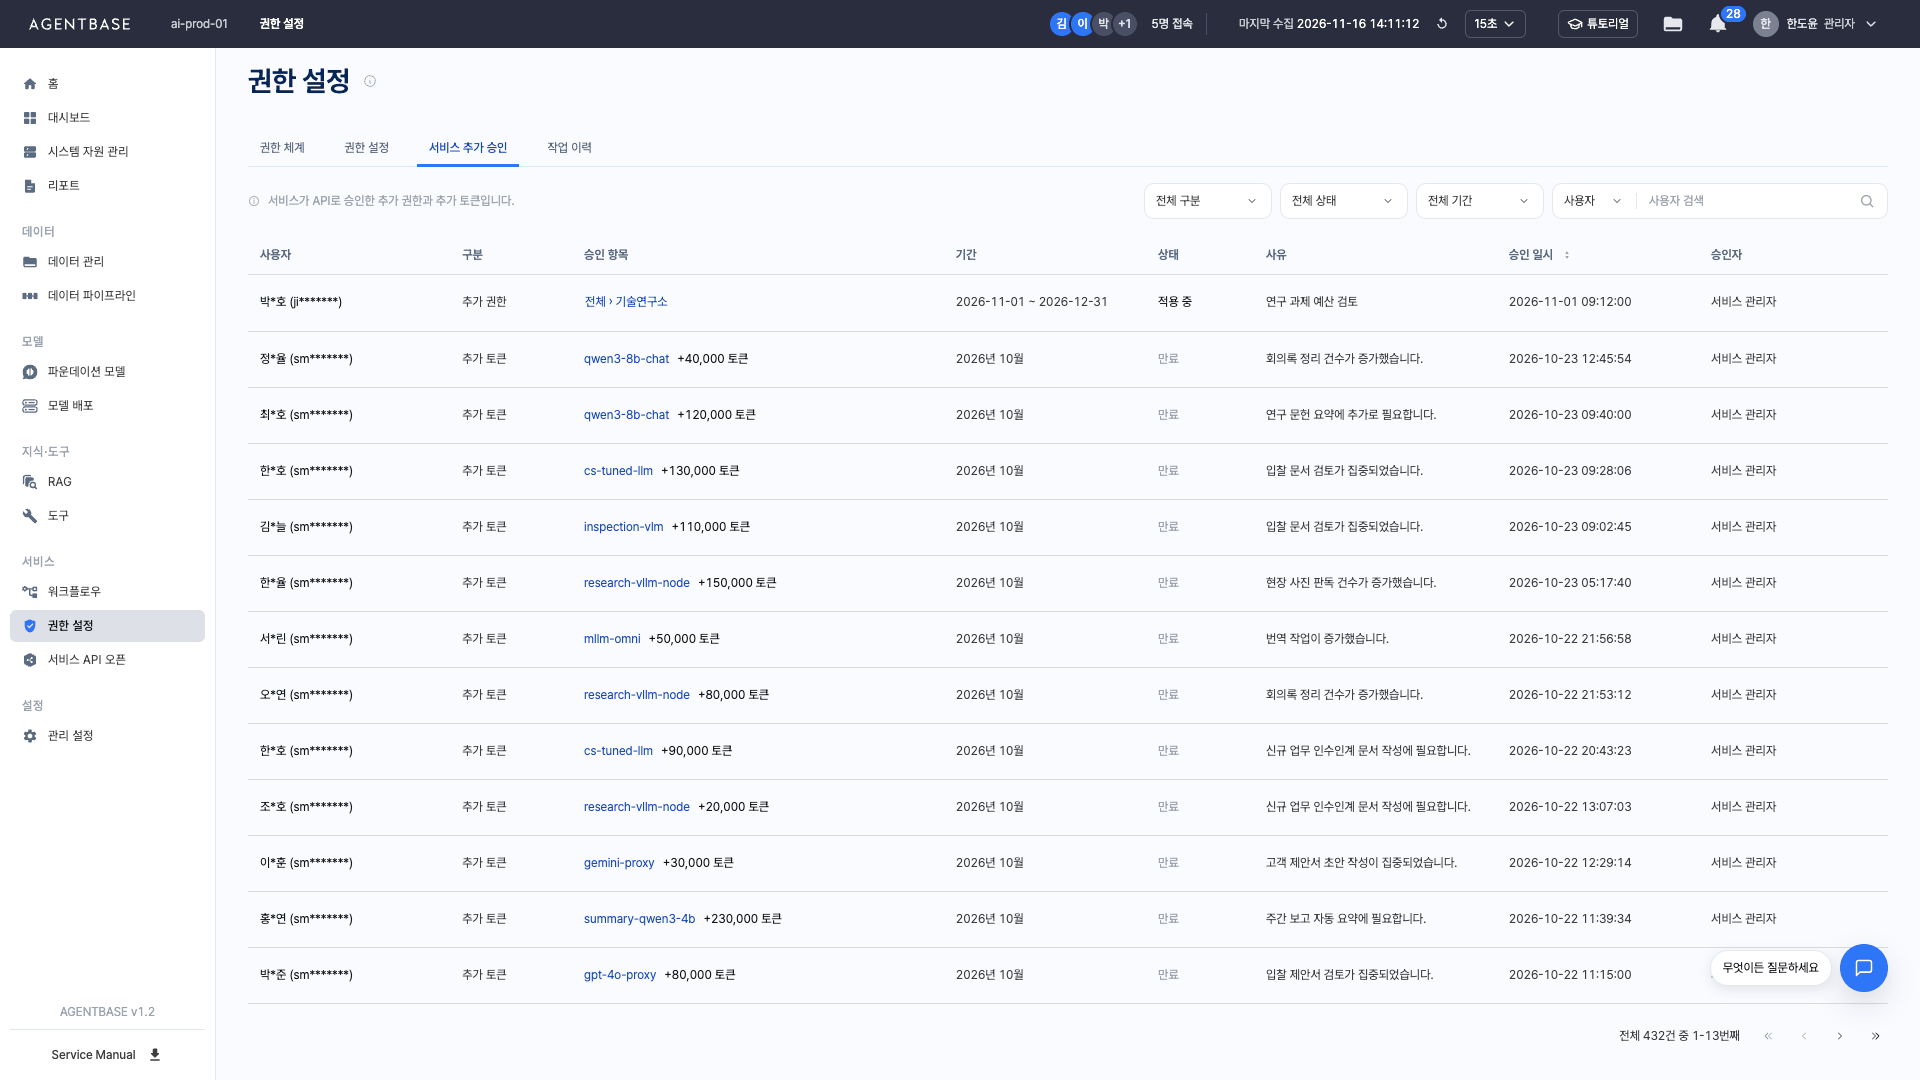 AGENTBASE
ai-prod-01
권한 설정
김 이 박 +1 5명 접속
마지막 수집 2026-11-16 14:11:12
15초
튜토리얼
28
한 한도윤 관리자
홈
대시보드
시스템 자원 관리
리포트
데이터
데이터 관리
데이터 파이프라인
모델
파운데이션 모델
모델 배포
지식·도구
RAG
도구
서비스
워크플로우
권한 설정
서비스 API 오픈
설정
관리 설정
AGENTBASE v1.2
Service Manual
권한 설정
권한 체계 권한 설정 서비스 추가 승인 작업 이력
서비스가 API로 승인한 추가 권한과 추가 토큰입니다.
전체 구분 전체 상태 전체 기간 사용자 사용자 검색
사용자 구분 승인 항목 기간 상태 사유 승인 일시 승인자
박*호 (ji*******) 추가 권한 전체 › 기술연구소 2026-11-01 ~ 2026-12-31 적용 중 연구 과제 예산 검토 2026-11-01 09:12:00 서비스 관리자
정*율 (sm*******) 추가 토큰 qwen3-8b-chat +40,000 토큰 2026년 10월 만료 회의록 정리 건수가 증가했습니다. 2026-10-23 12:45:54 서비스 관리자
최*호 (sm*******) 추가 토큰 qwen3-8b-chat +120,000 토큰 2026년 10월 만료 연구 문헌 요약에 추가로 필요합니다. 2026-10-23 09:40:00 서비스 관리자
한*호 (sm*******) 추가 토큰 cs-tuned-llm +130,000 토큰 2026년 10월 만료 입찰 문서 검토가 집중되었습니다. 2026-10-23 09:28:06 서비스 관리자
김*늘 (sm*******) 추가 토큰 inspection-vlm +110,000 토큰 2026년 10월 만료 입찰 문서 검토가 집중되었습니다. 2026-10-23 09:02:45 서비스 관리자
한*율 (sm*******) 추가 토큰 research-vllm-node +150,000 토큰 2026년 10월 만료 현장 사진 판독 건수가 증가했습니다. 2026-10-23 05:17:40 서비스 관리자
서*린 (sm*******) 추가 토큰 mllm-omni +50,000 토큰 2026년 10월 만료 번역 작업이 증가했습니다. 2026-10-22 21:56:58 서비스 관리자
오*연 (sm*******) 추가 토큰 research-vllm-node +80,000 토큰 2026년 10월 만료 회의록 정리 건수가 증가했습니다. 2026-10-22 21:53:12 서비스 관리자
한*호 (sm*******) 추가 토큰 cs-tuned-llm +90,000 토큰 2026년 10월 만료 신규 업무 인수인계 문서 작성에 필요합니다. 2026-10-22 20:43:23 서비스 관리자
조*호 (sm*******) 추가 토큰 research-vllm-node +20,000 토큰 2026년 10월 만료 신규 업무 인수인계 문서 작성에 필요합니다. 2026-10-22 13:07:03 서비스 관리자
이*훈 (sm*******) 추가 토큰 gemini-proxy +30,000 토큰 2026년 10월 만료 고객 제안서 초안 작성이 집중되었습니다. 2026-10-22 12:29:14 서비스 관리자
홍*연 (sm*******) 추가 토큰 summary-qwen3-4b +230,000 토큰 2026년 10월 만료 주간 보고 자동 요약에 필요합니다. 2026-10-22 11:39:34 서비스 관리자
박*준 (sm*******) 추가 토큰 gpt-4o-proxy +80,000 토큰 2026년 10월 만료 입찰 제안서 검토가 집중되었습니다. 2026-10-22 11:15:00
무엇이든 질문하세요
전체 432건 중 1-13번째